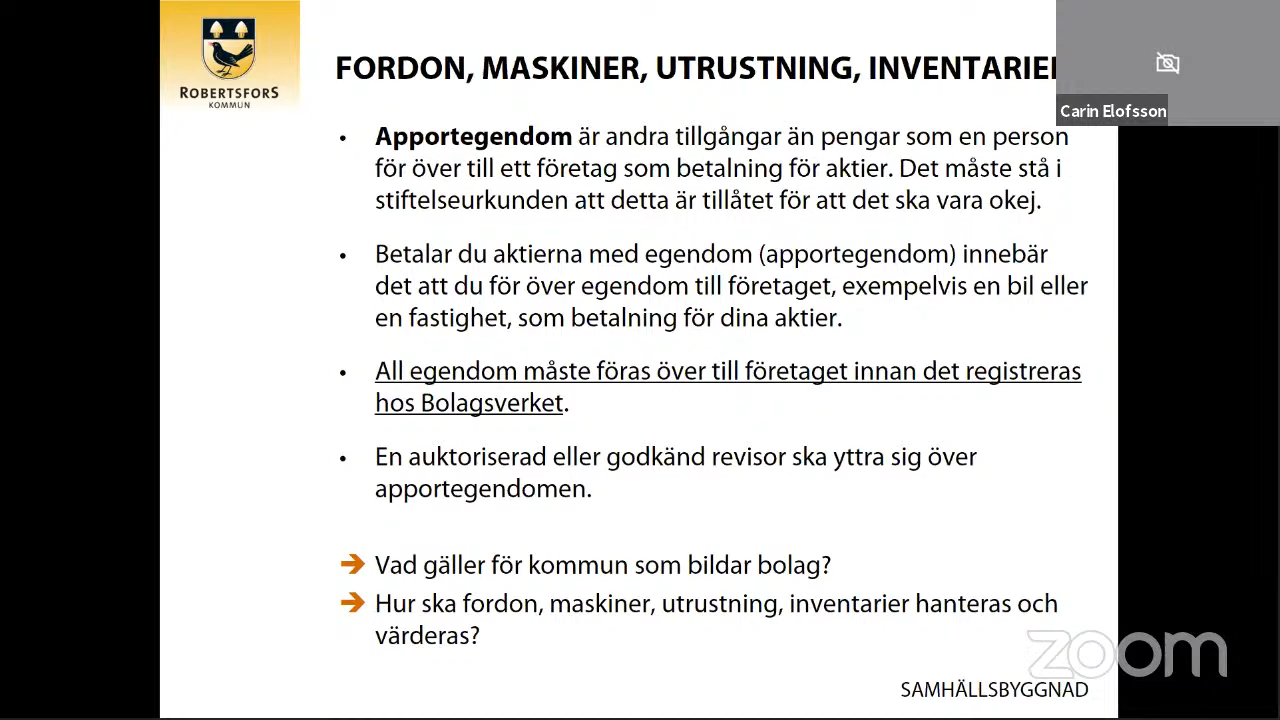 ROBERTSFORS
KOMMUN
FORDON, MASKINER, UTRUSTNING, INVENTARIER
Carin Elofsson
• Apportegendom är andra tillgångar än pengar som en person
för över till ett företag som betalning för aktier. Det måste stå i
stiftelseurkunden att detta är tillåtet för att det ska vara okej.
• Betalar du aktierna med egendom (apportegendom) innebär
det att du för över egendom till företaget, exempelvis en bil eller
en fastighet, som betalning för dina aktier.
• All egendom måste föras över till företaget innan det registreras
hos Bolagsverket.
• En auktoriserad eller godkänd revisor ska yttra sig över
apportegendomen.
➔ Vad gäller för kommun som bildar bolag?
➔ Hur ska fordon, maskiner, utrustning, inventarier hanteras och
värderas?
zoom
SAMHÄLLSBYGGNAD